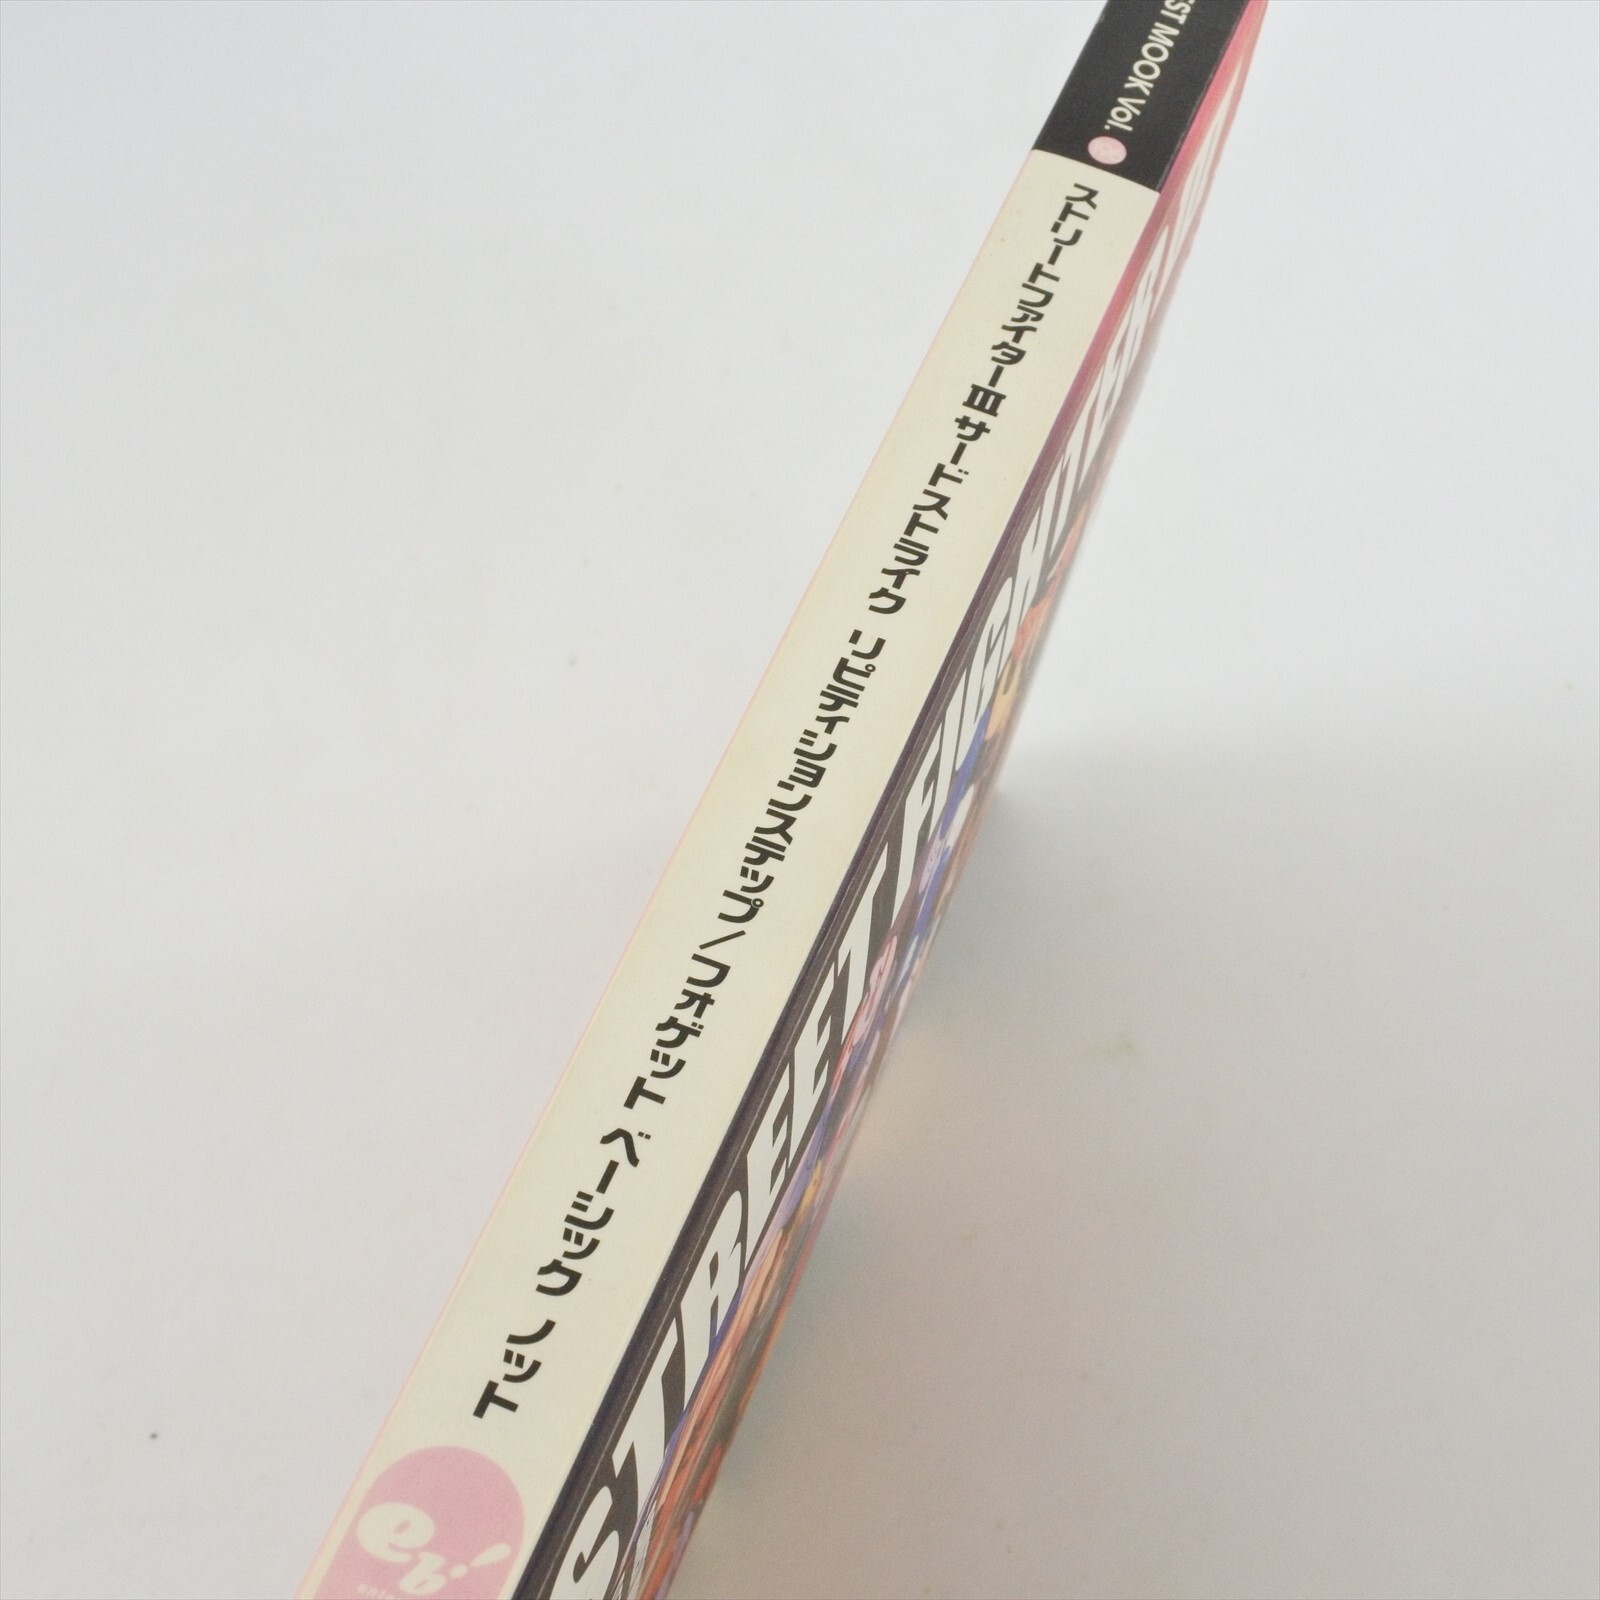 EST MOOK Vol.
ストリートファイターIII サードストライク リピティションステップ/フォゲット ベーシック ノット
eb!
STREET FIGHTER III